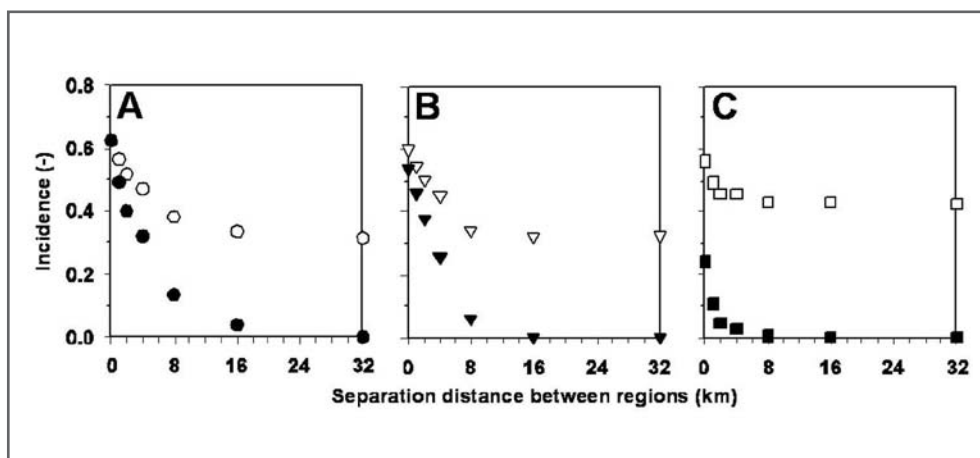 A B C
0.8
0.6
0.4
0.2
0.0
Incidence (-)
0 8 16 24 32 0 8 16 24 32 0 8 16 24 32
Separation distance between regions (km)